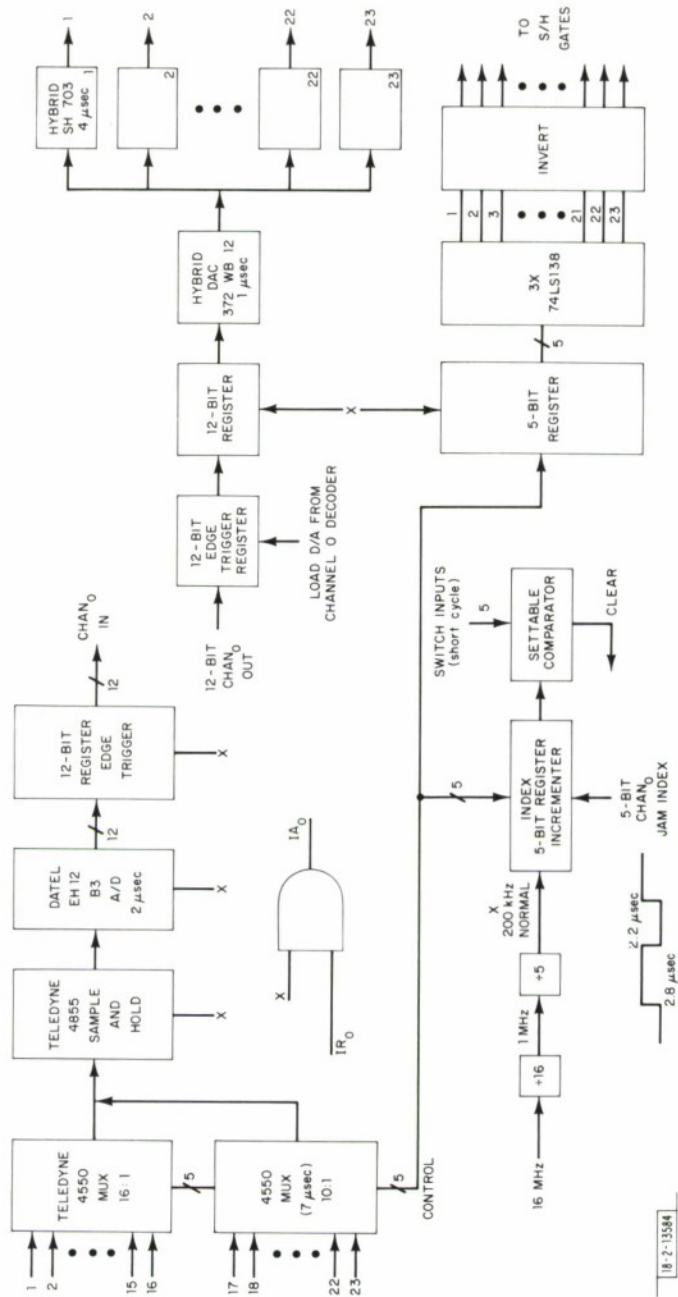 1
2
15
16
TELEDYNE
4550
MUX
16:1
TELEDYNE
4855
SAMPLE
AND
HOLD
X
DATEL
EH 12
B3
A/D
2 μsec
X
12
12-BIT
REGISTER
EDGE
TRIGGER
X
12
CHAN0
IN
5
17
18
22
23
4550
MUX
(7 μsec)
10:1
5
CONTROL
X
IR0
IA0
12-BIT
CHAN0
OUT
12-BIT
EDGE
TRIGGER
REGISTER
LOAD D/A FROM
CHANNEL 0 DECODER
12-BIT
REGISTER
X
HYBRID
DAC
372 WB 12
1 μsec
HYBRID
SH 703
4 μsec
1
1
2
2
22
22
23
23
16 MHz
÷16
1 MHz
÷5
X
200 kHz
NORMAL
5
INDEX
5-BIT REGISTER
INCREMENTER
5-BIT
CHAN0
JAM INDEX
SWITCH INPUTS
(short cycle)
5
SETTABLE
COMPARATOR
CLEAR
2.8 μsec
2.2 μsec
5-BIT
REGISTER
5
3X
74LS138
1
2
3
21
22
23
INVERT
TO
S/H
GATES
18-2-13584